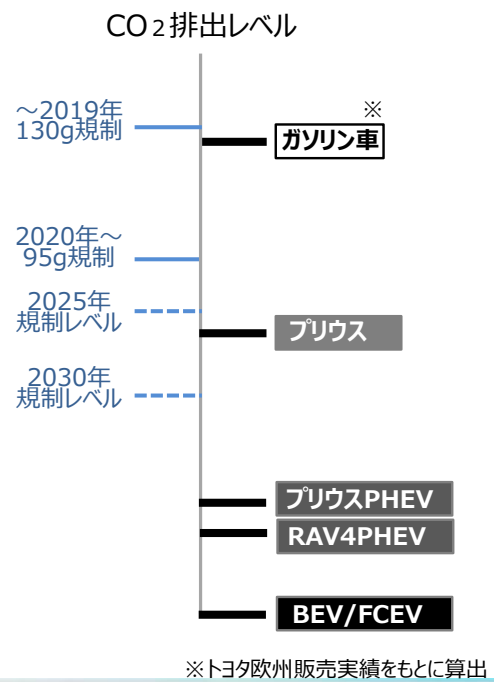 CO2排出レベル
～2019年
130g規制
※
ガソリン車
2020年～
95g規制
2025年
規制レベル
プリウス
2030年
規制レベル
プリウスPHEV
RAV4PHEV
BEV/FCEV
※トヨタ欧州販売実績をもとに算出